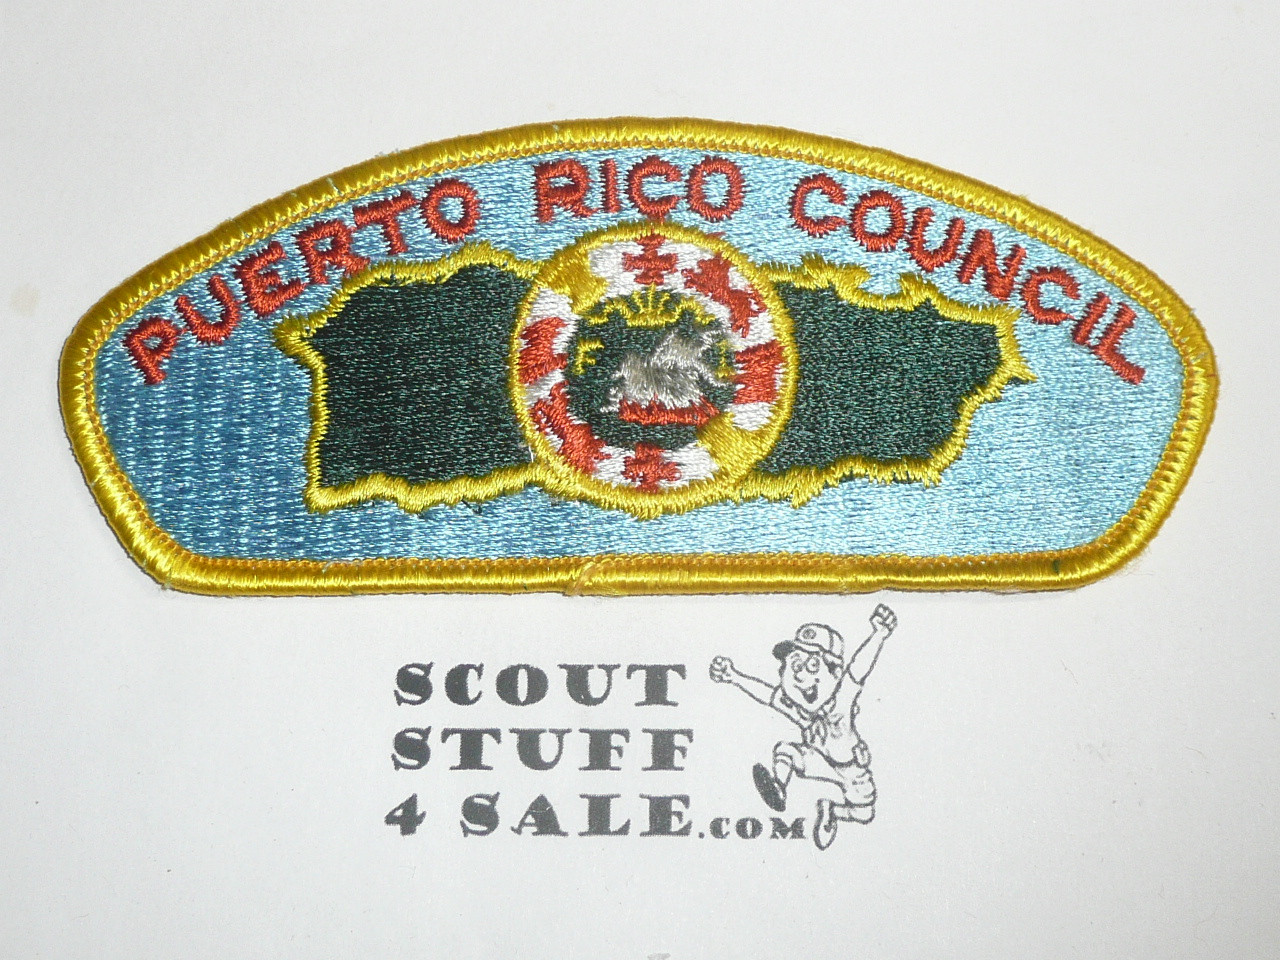 PUERTO RICO COUNCIL
F I
SCOUT
STUFF
4 SALE.COM